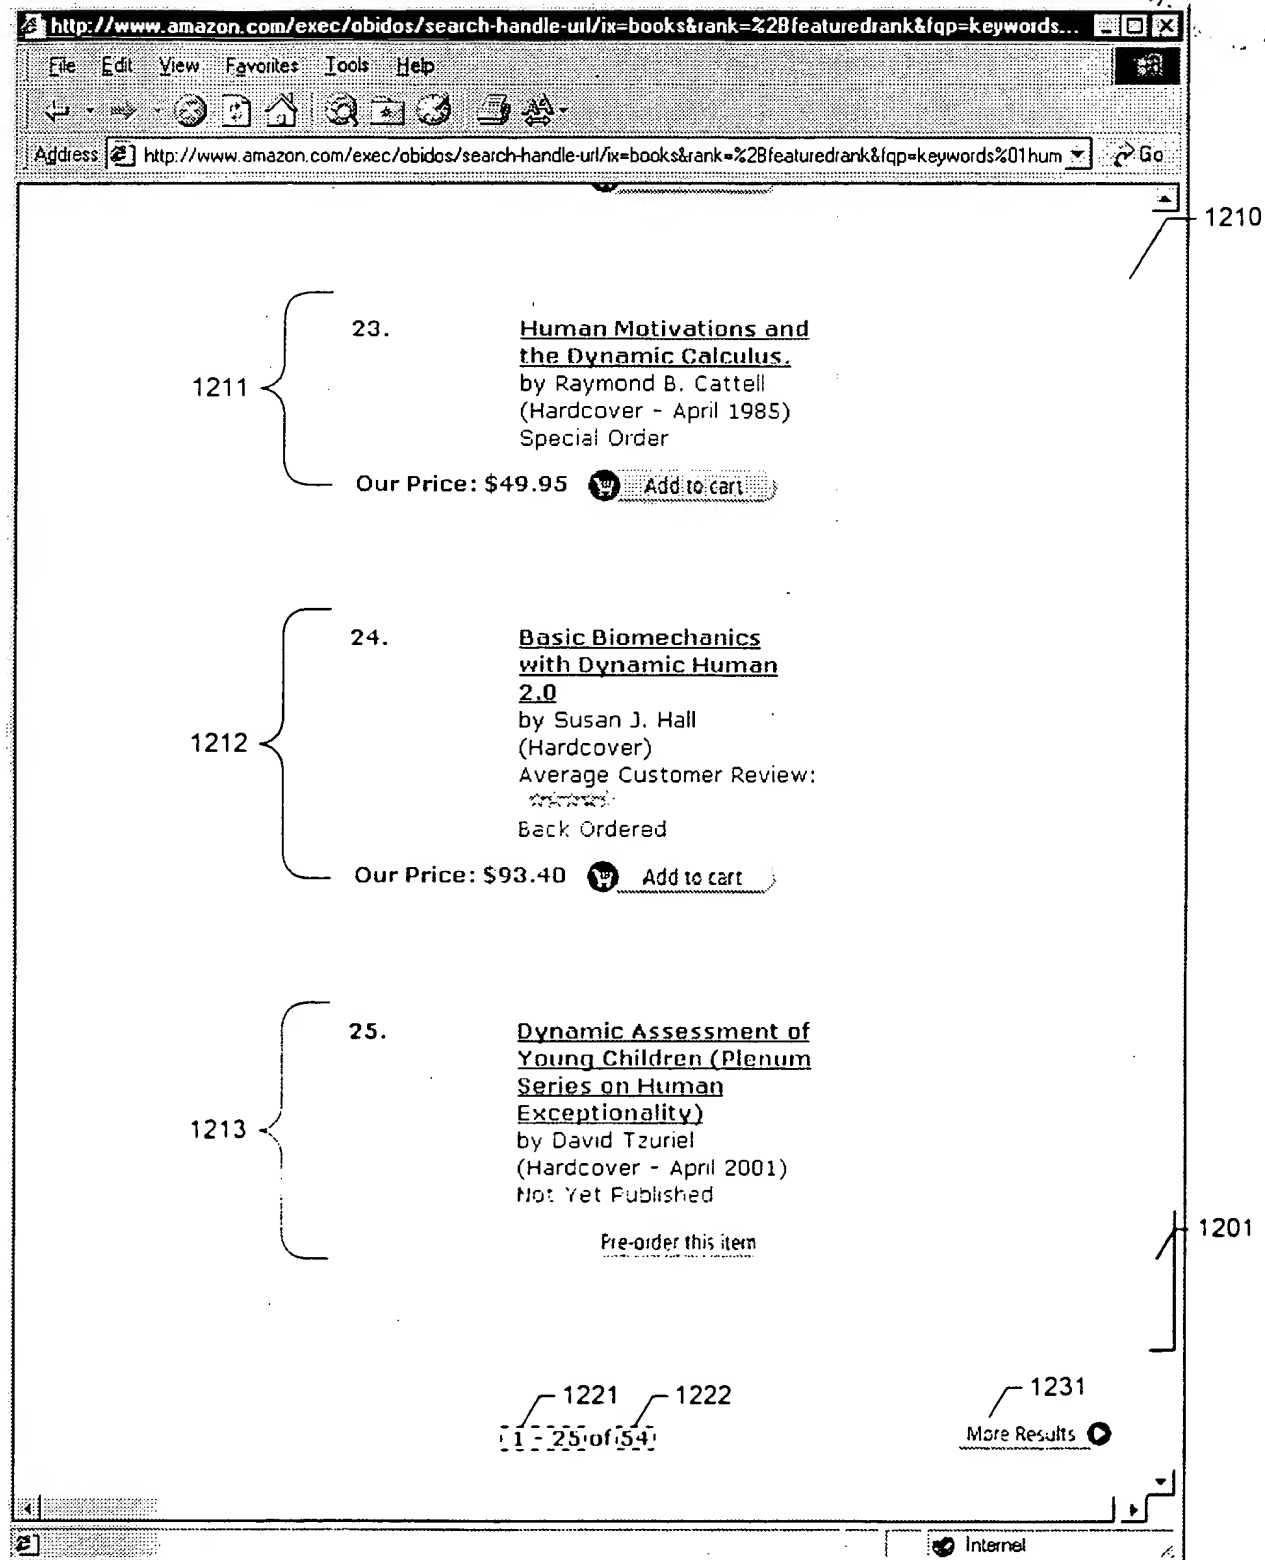 http://www.amazon.com/exec/obidos/search-handle-url/ix=books&rank=%2Bfeaturedrank&fqp=keywords...
File Edit View Favorites Tools Help
Address http://www.amazon.com/exec/obidos/search-handle-url/ix=books&rank=%2Bfeaturedrank&fqp=keywords%01hum Go
1210
23. Human Motivations and
the Dynamic Calculus.
1211 by Raymond B. Cattell
(Hardcover - April 1985)
Special Order
Our Price: $49.95 Add to cart
24. Basic Biomechanics
with Dynamic Human
2.0
by Susan J. Hall
1212 (Hardcover)
Average Customer Review:
Back Ordered
Our Price: $93.40 Add to cart
25. Dynamic Assessment of
Young Children (Plenum
Series on Human
Exceptionality)
1213 by David Tzuriel
(Hardcover - April 2001)
Not Yet Published
1201
Pre-order this item
1221 1222 1231
1 - 25 of 54 More Results
Internet